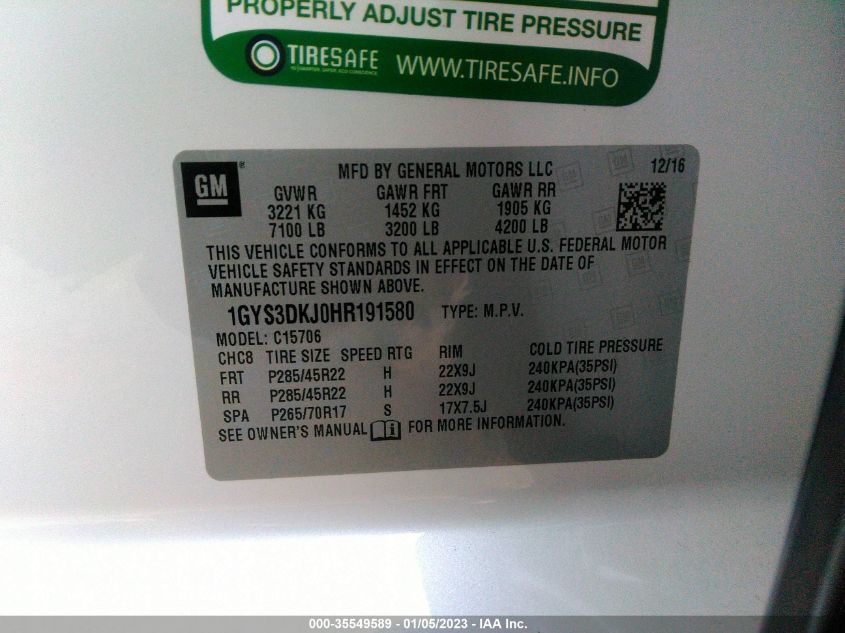 PROPERLY ADJUST TIRE PRESSURE
TIRESAFE
WWW.TIRESAFE.INFO
GM ®
MFD BY GENERAL MOTORS LLC 12/16
GVWR GAWR FRT GAWR RR
3221 KG 1452 KG 1905 KG
7100 LB 3200 LB 4200 LB
THIS VEHICLE CONFORMS TO ALL APPLICABLE U.S. FEDERAL MOTOR
VEHICLE SAFETY STANDARDS IN EFFECT ON THE DATE OF
MANUFACTURE SHOWN ABOVE.
1GYS3DKJ0HR191580 TYPE: M.P.V.
MODEL: C15706
CHC8 TIRE SIZE SPEED RTG RIM COLD TIRE PRESSURE
FRT P285/45R22 H 22X9J 240KPA(35PSI)
RR P285/45R22 H 22X9J 240KPA(35PSI)
SPA P265/70R17 S 17X7.5J 240KPA(35PSI)
SEE OWNER'S MANUAL FOR MORE INFORMATION.
000-35549589 - 01/05/2023 - IAA Inc.